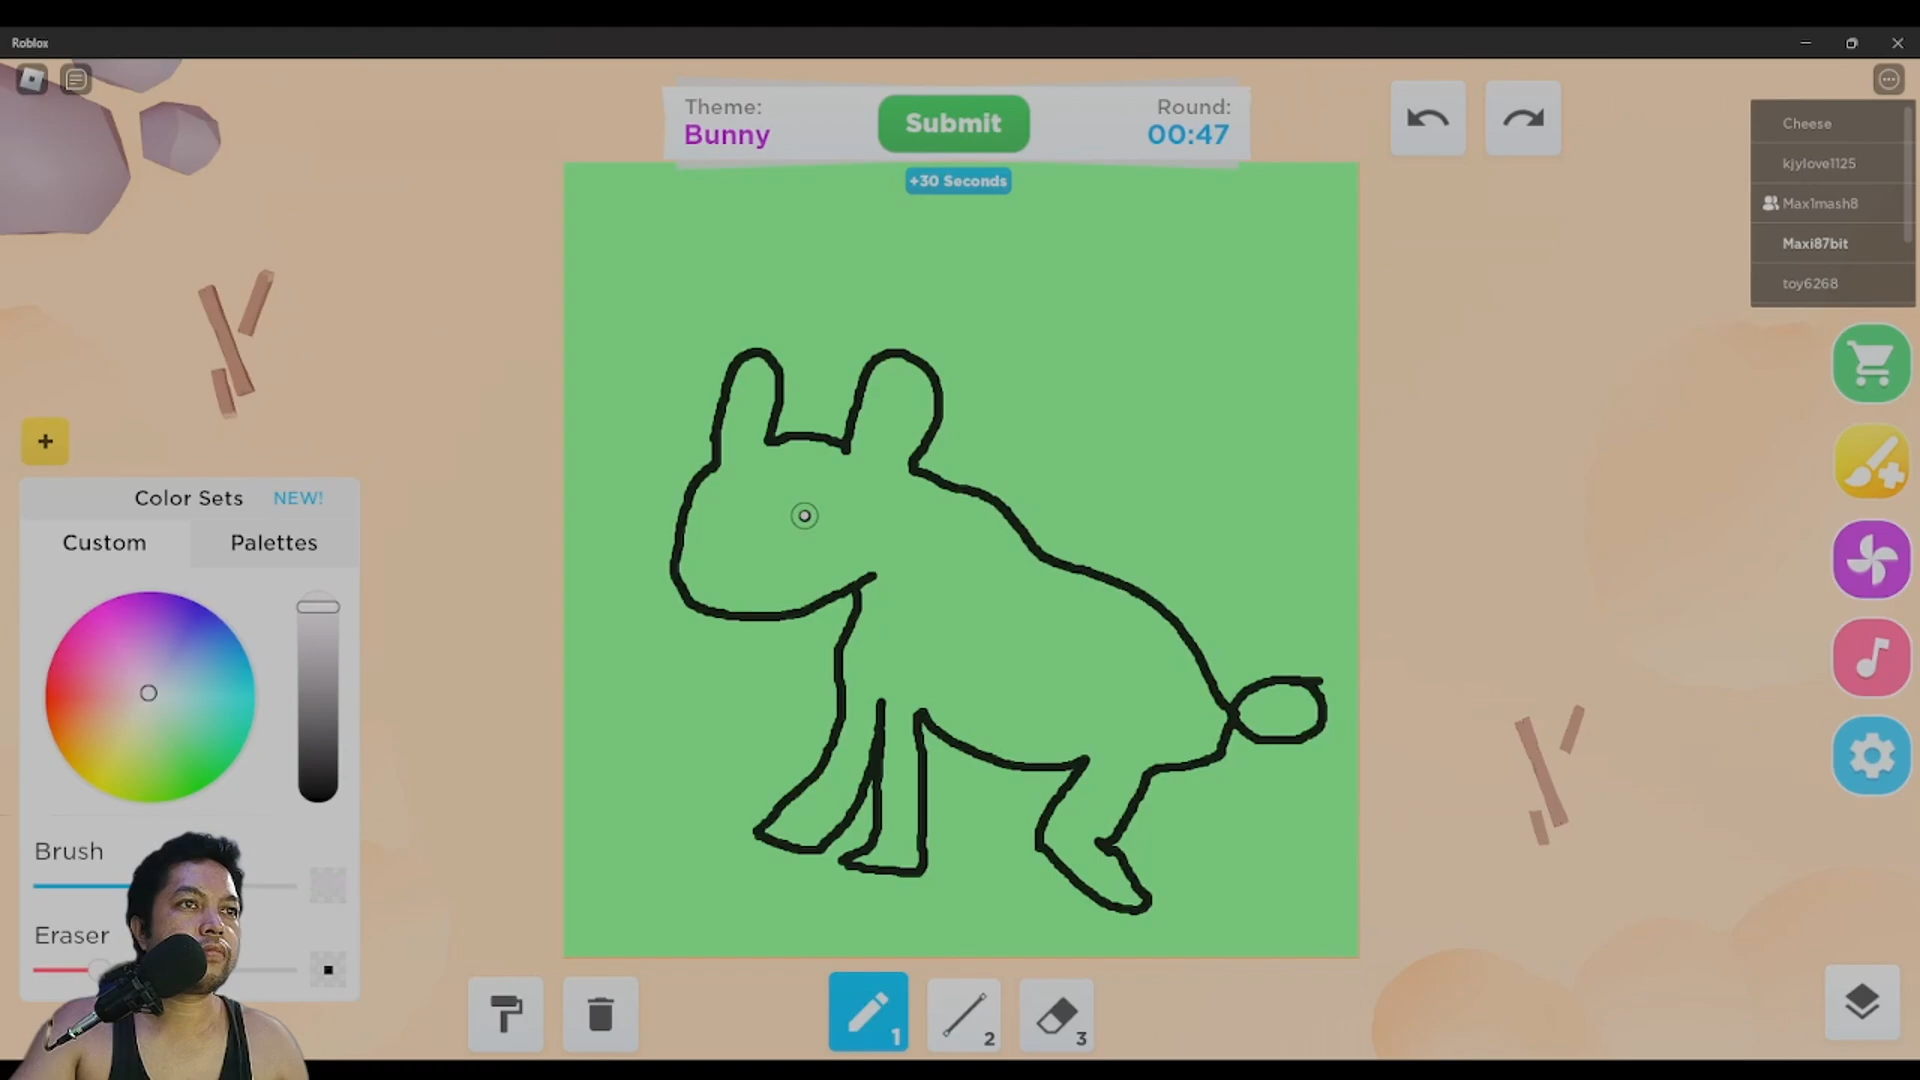 Roblox
Theme:
Bunny
Submit
Round:
00:47
+30 Seconds
Cheese
kjylove1125
Max1mash8
Maxi87bit
toy6268
+
Color Sets NEW!
Custom Palettes
Brush
Eraser
1
2
3